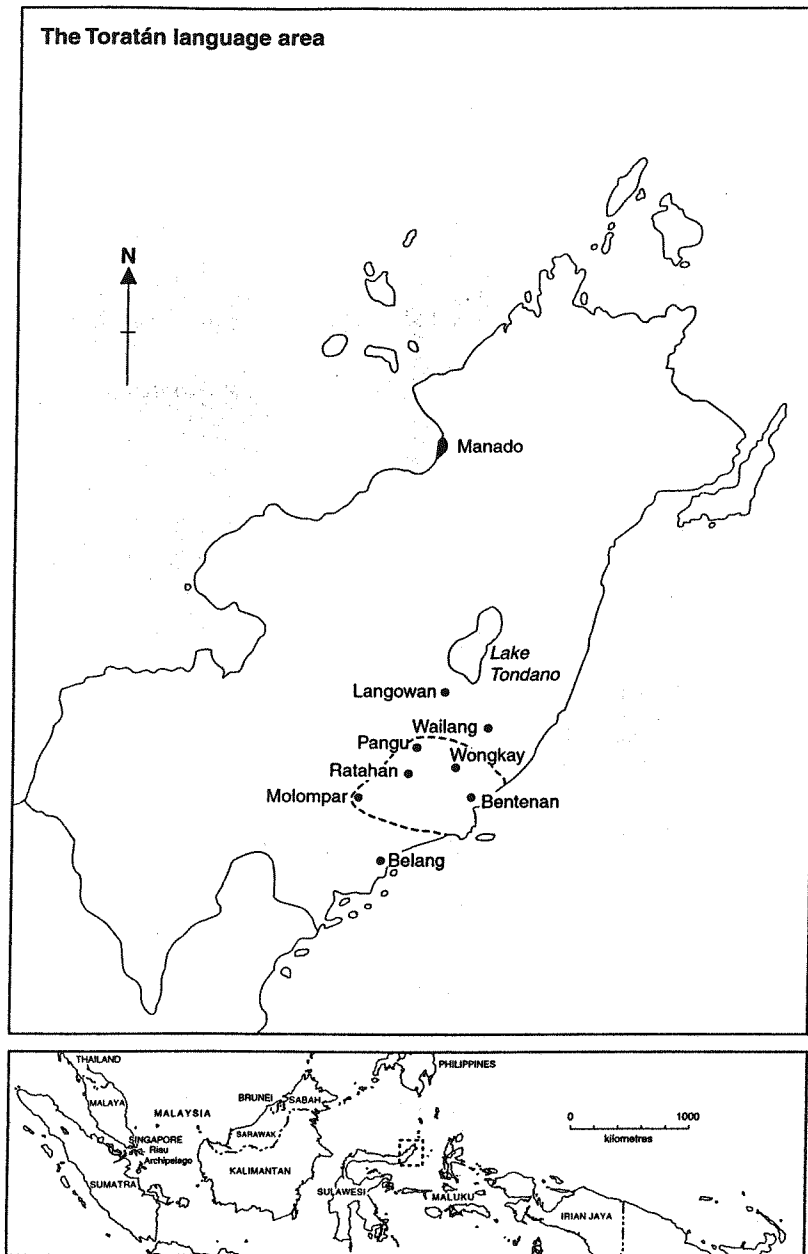 The Toratán language area
N
Manado
Lake
Tondano
Langowan
Wailang
Pangu
Wongkay
Ratahan
Molompar
Bentenan
Belang
THAILAND
PHILIPPINES
MALAYA
MALAYSIA
BRUNEI
SABAH
0 1000
kilometres
SARAWAK
SINGAPORE
Riau
Archipelago
KALIMANTAN
SUMATRA
SULAWESI
MALUKU
IRIAN JAYA